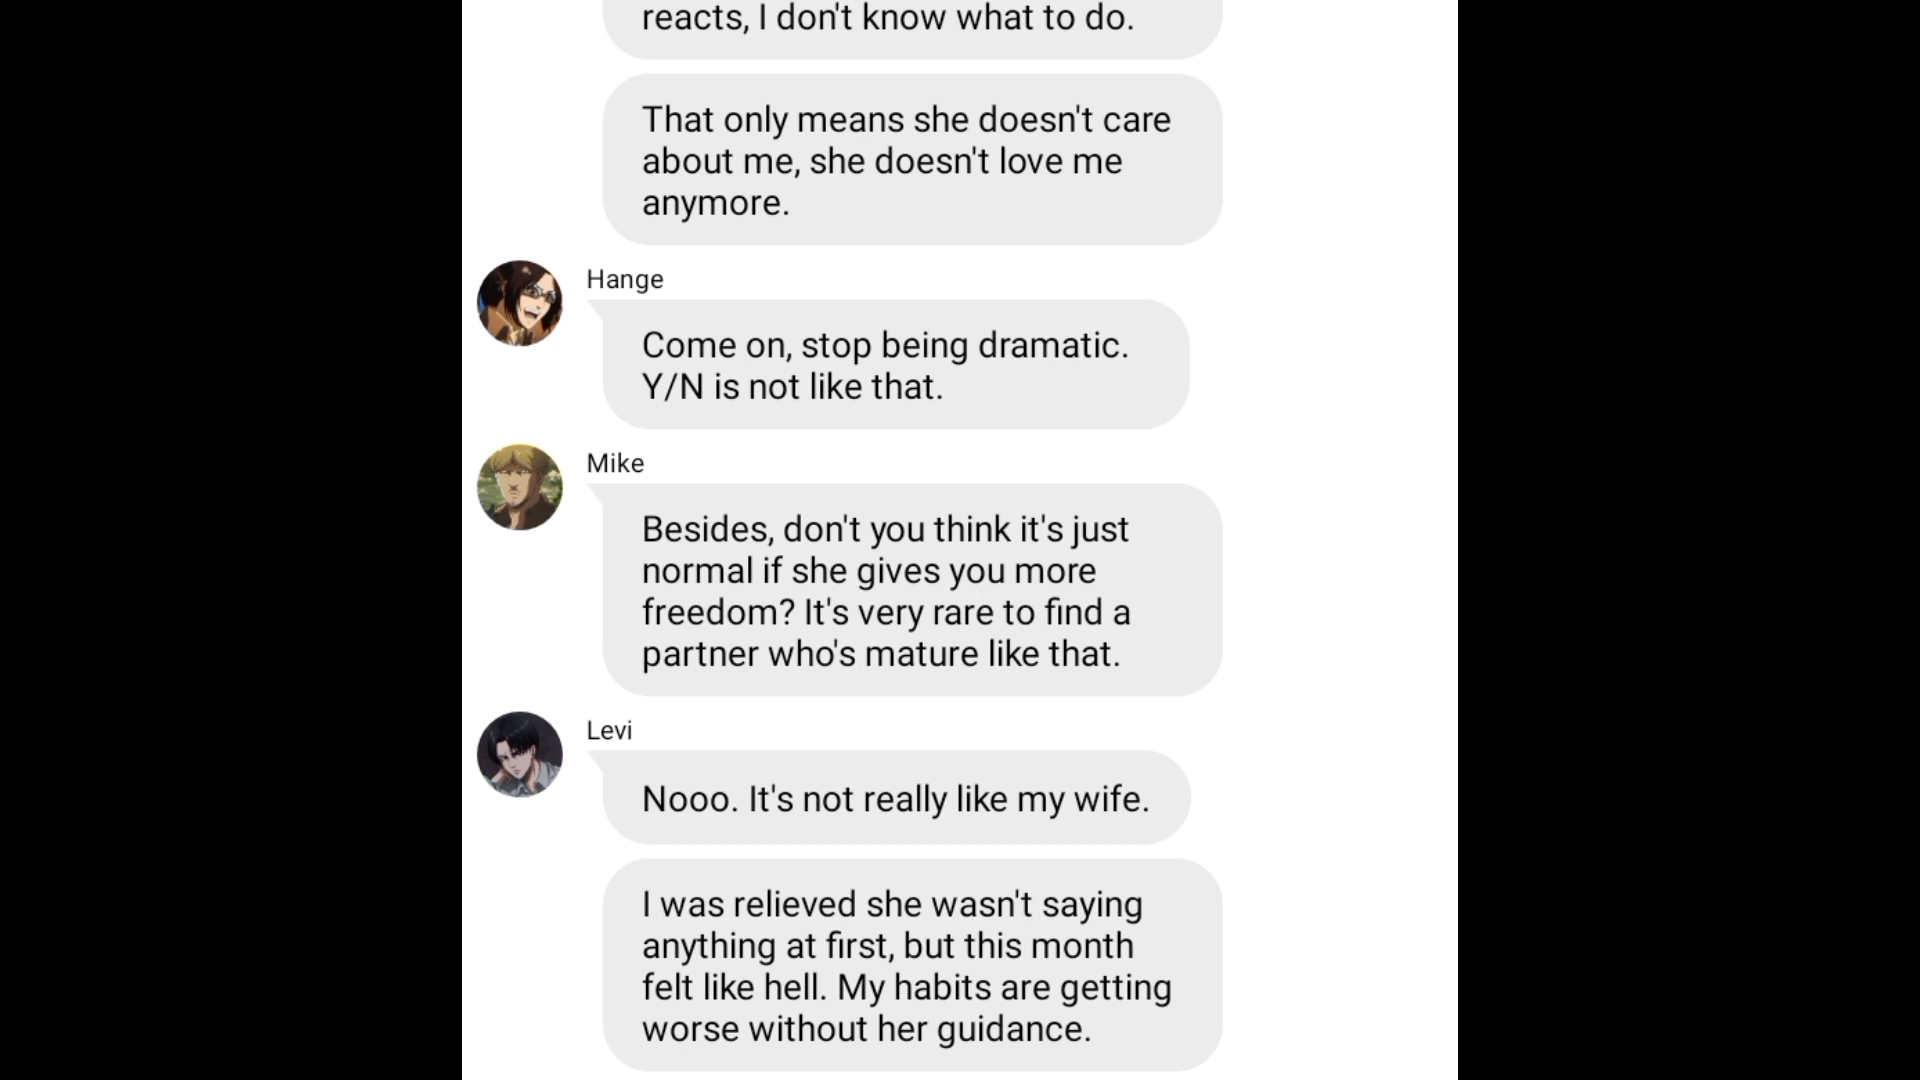 reacts, I don't know what to do.
That only means she doesn't care
about me, she doesn't love me
anymore.
Hange
Come on, stop being dramatic.
Y/N is not like that.
Mike
Besides, don't you think it's just
normal if she gives you more
freedom? It's very rare to find a
partner who's mature like that.
Levi
Nooo. It's not really like my wife.
I was relieved she wasn't saying
anything at first, but this month
felt like hell. My habits are getting
worse without her guidance.